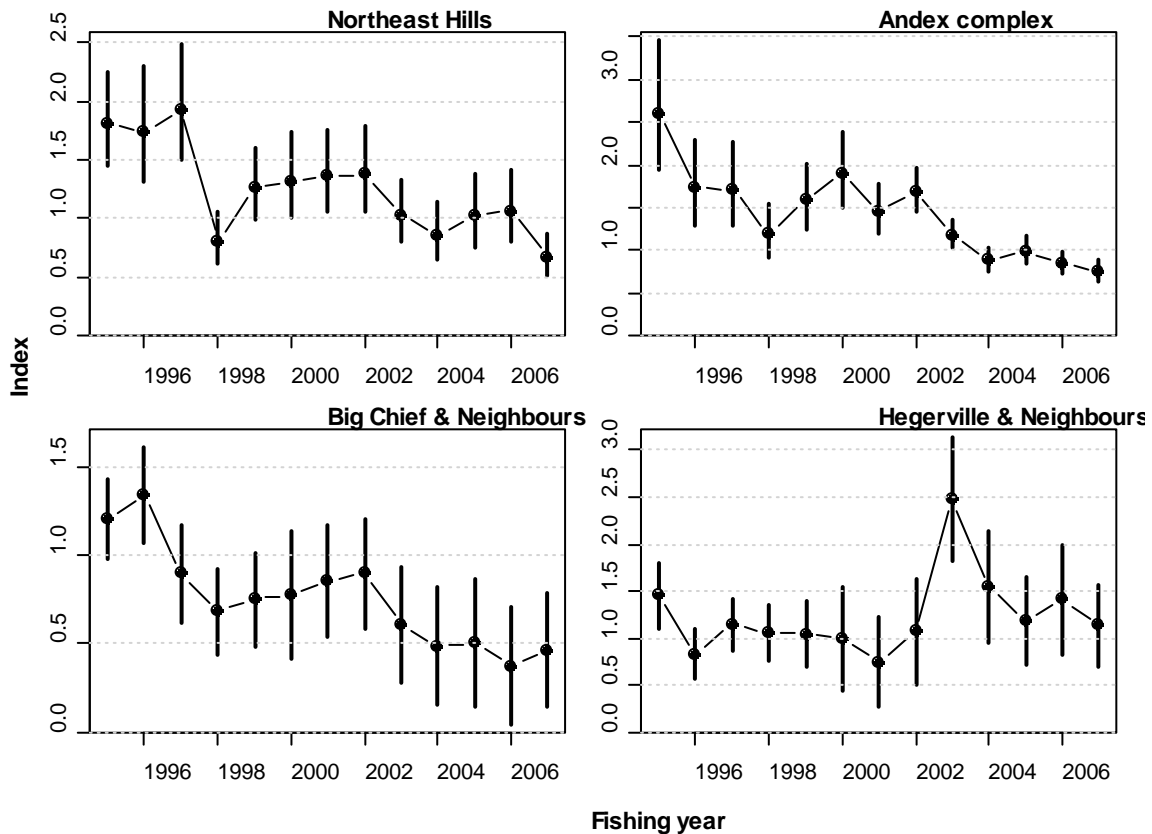 Northeast Hills
Andex complex
2.5
2.0
1.5
1.0
0.5
0.0
3.0
2.0
1.0
0.0
1996 1998 2000 2002 2004 2006
1996 1998 2000 2002 2004 2006
Index
Big Chief & Neighbours
Hegerville & Neighbours
1.5
1.0
0.5
0.0
3.0
2.5
2.0
1.5
1.0
0.5
0.0
1996 1998 2000 2002 2004 2006
1996 1998 2000 2002 2004 2006
Fishing year